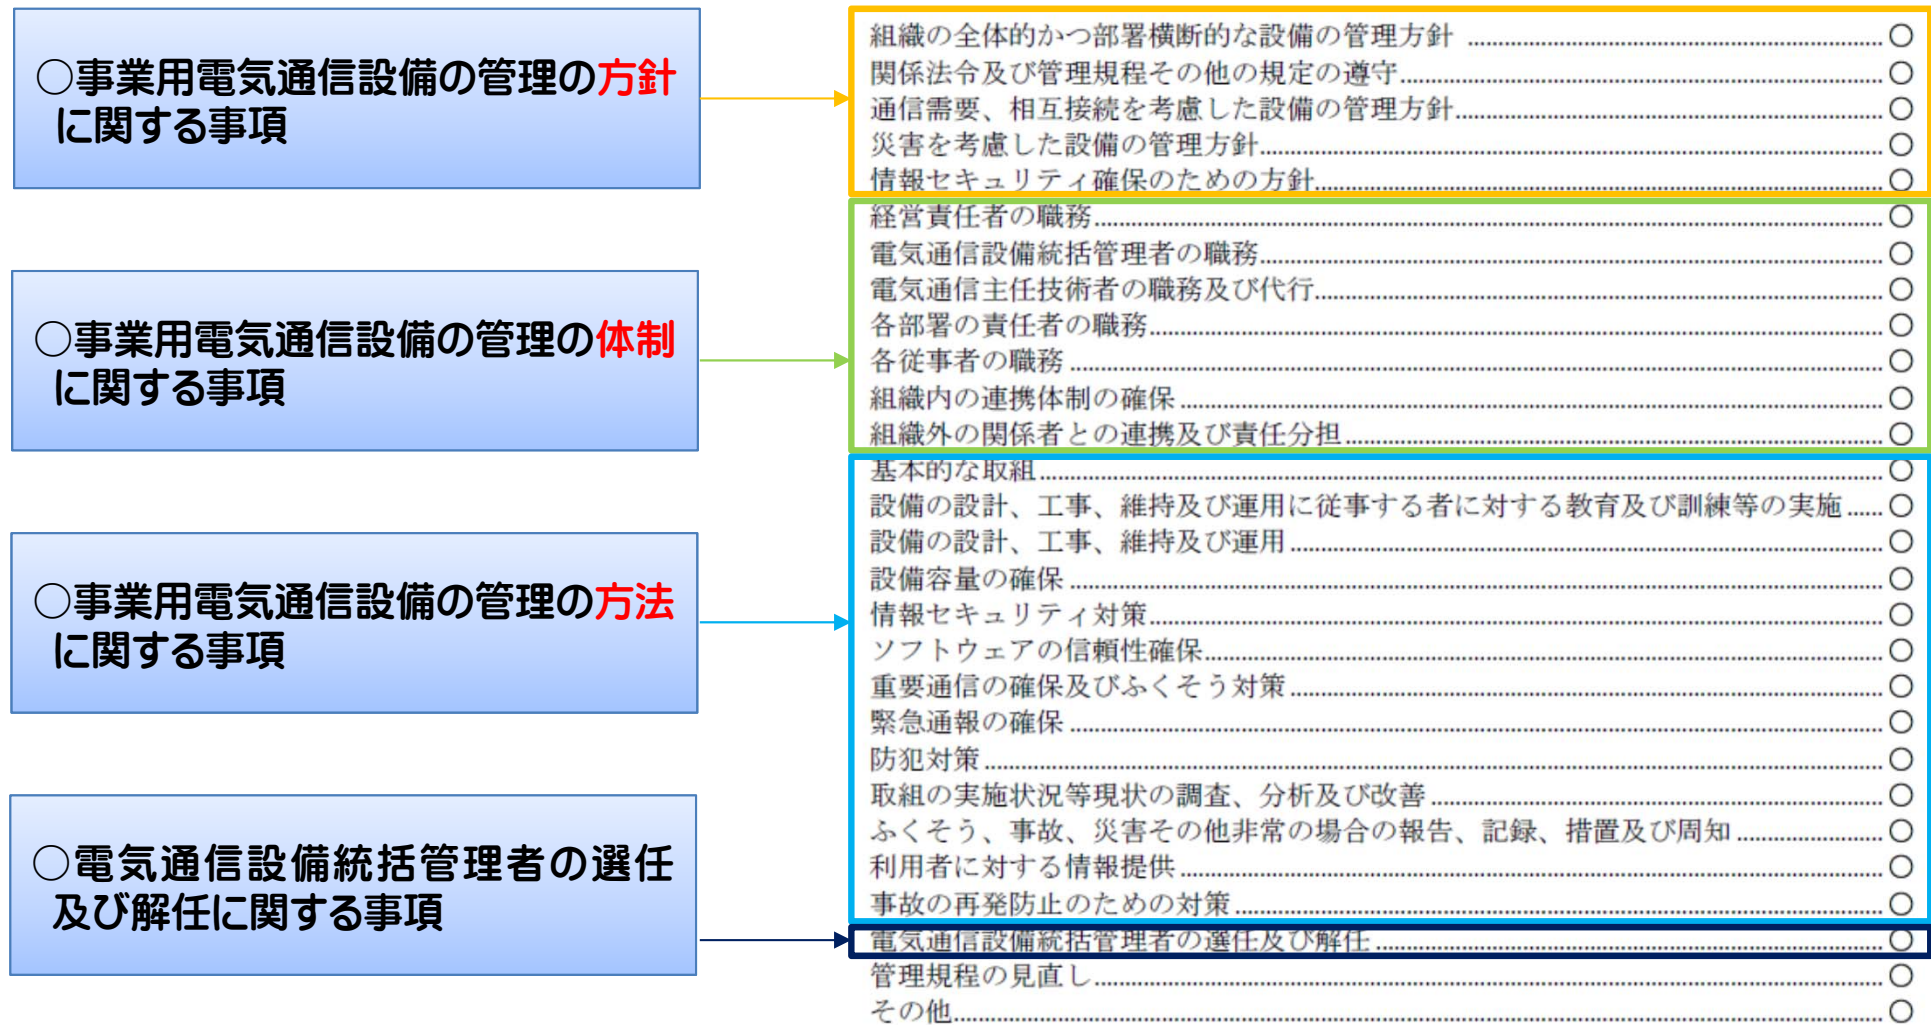 ○事業用電気通信設備の管理の方針
に関する事項
○事業用電気通信設備の管理の体制
に関する事項
○事業用電気通信設備の管理の方法
に関する事項
○電気通信設備統括管理者の選任
及び解任に関する事項
組織の全体的かつ部署横断的な設備の管理方針 ........ ○
関係法令及び管理規程その他の規定の遵守........ ○
通信需要、相互接続を考慮した設備の管理方針........ ○
災害を考慮した設備の管理方針........ ○
情報セキュリティ確保のための方針........ ○
経営責任者の職務........ ○
電気通信設備統括管理者の職務........ ○
電気通信主任技術者の職務及び代行........ ○
各部署の責任者の職務........ ○
各従事者の職務 ........ ○
組織内の連携体制の確保 ........ ○
組織外の関係者との連携及び責任分担 ........ ○
基本的な取組 ........ ○
設備の設計、工事、維持及び運用に従事する者に対する教育及び訓練等の実施 ...... ○
設備の設計、工事、維持及び運用 ........ ○
設備容量の確保 ........ ○
情報セキュリティ対策........ ○
ソフトウェアの信頼性確保........ ○
重要通信の確保及びふくそう対策 ........ ○
緊急通報の確保 ........ ○
防犯対策 ........ ○
取組の実施状況等現状の調査、分析及び改善 ........ ○
ふくそう、事故、災害その他非常の場合の報告、記録、措置及び周知 ........ ○
利用者に対する情報提供 ........ ○
事故の再発防止のための対策 ........ ○
電気通信設備統括管理者の選任及び解任 ........ ○
管理規程の見直し........ ○
その他........ ○